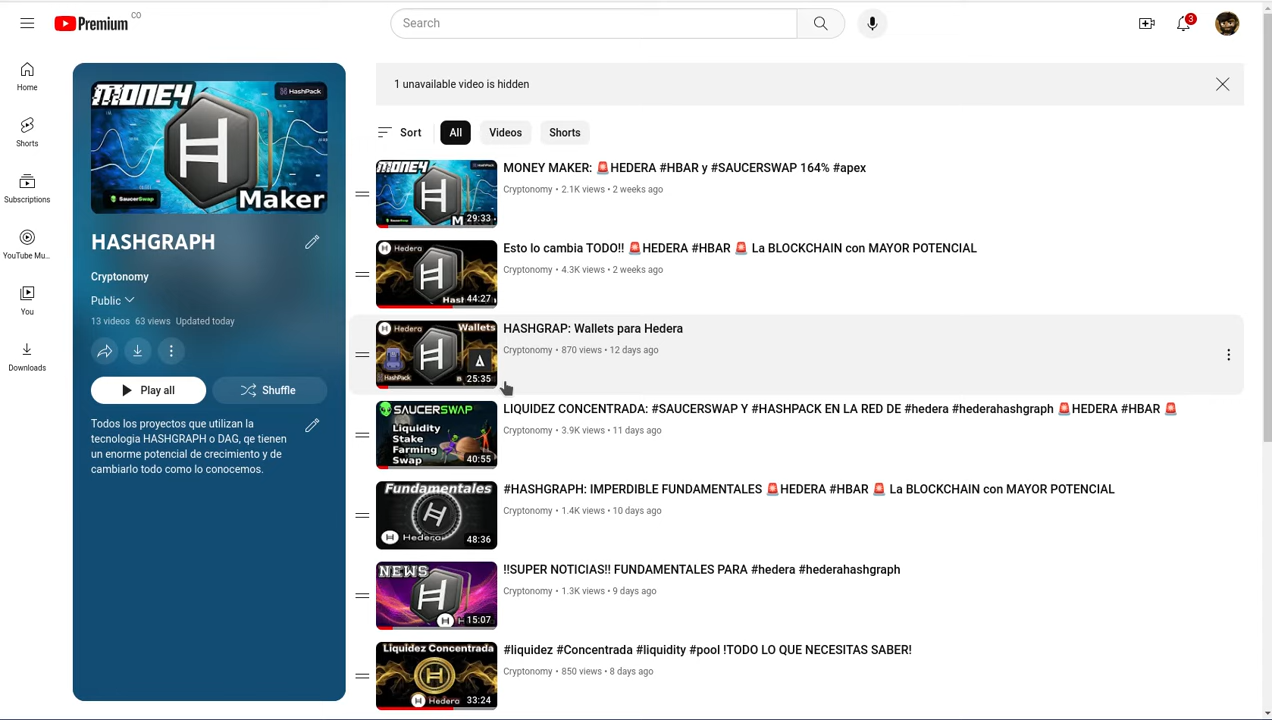 Premium CO
Search
3
Home
Shorts
Subscriptions
YouTube Mu...
You
Downloads
MONEY
HashPack
SaucerSwap
Maker
HASHGRAPH
Cryptonomy
Public
13 videos 63 views Updated today
Play all
Shuffle
Todos los proyectos que utilizan la
tecnologia HASHGRAPH o DAG, qe tienen
un enorme potencial de crecimiento y de
cambiarlo todo como lo conocemos.
1 unavailable video is hidden
Sort
All
Videos
Shorts
MONEY
29:33
MONEY MAKER: 🚨HEDERA #HBAR y #SAUCERSWAP 164% #apex
Cryptonomy • 2.1K views • 2 weeks ago
Hedera
44:27
Esto lo cambia TODO!! 🚨HEDERA #HBAR 🚨 La BLOCKCHAIN con MAYOR POTENCIAL
Cryptonomy • 4.3K views • 2 weeks ago
Hedera
Wallets
HashPack
25:35
HASHGRAP: Wallets para Hedera
Cryptonomy • 870 views • 12 days ago
SAUCERSWAP
Liquidity
Stake
Farming
Swap
40:55
LIQUIDEZ CONCENTRADA: #SAUCERSWAP Y #HASHPACK EN LA RED DE #hedera #hederahashgraph 🚨HEDERA #HBAR 🚨
Cryptonomy • 3.9K views • 11 days ago
Fundamentales
Hedera
48:36
#HASHGRAPH: IMPERDIBLE FUNDAMENTALES 🚨HEDERA #HBAR 🚨 La BLOCKCHAIN con MAYOR POTENCIAL
Cryptonomy • 1.4K views • 10 days ago
NEWS
15:07
!!SUPER NOTICIAS!! FUNDAMENTALES PARA #hedera #hederahashgraph
Cryptonomy • 1.3K views • 9 days ago
Liquidez Concentrada
Hedera
33:24
#liquidez #Concentrada #liquidity #pool !TODO LO QUE NECESITAS SABER!
Cryptonomy • 850 views • 8 days ago